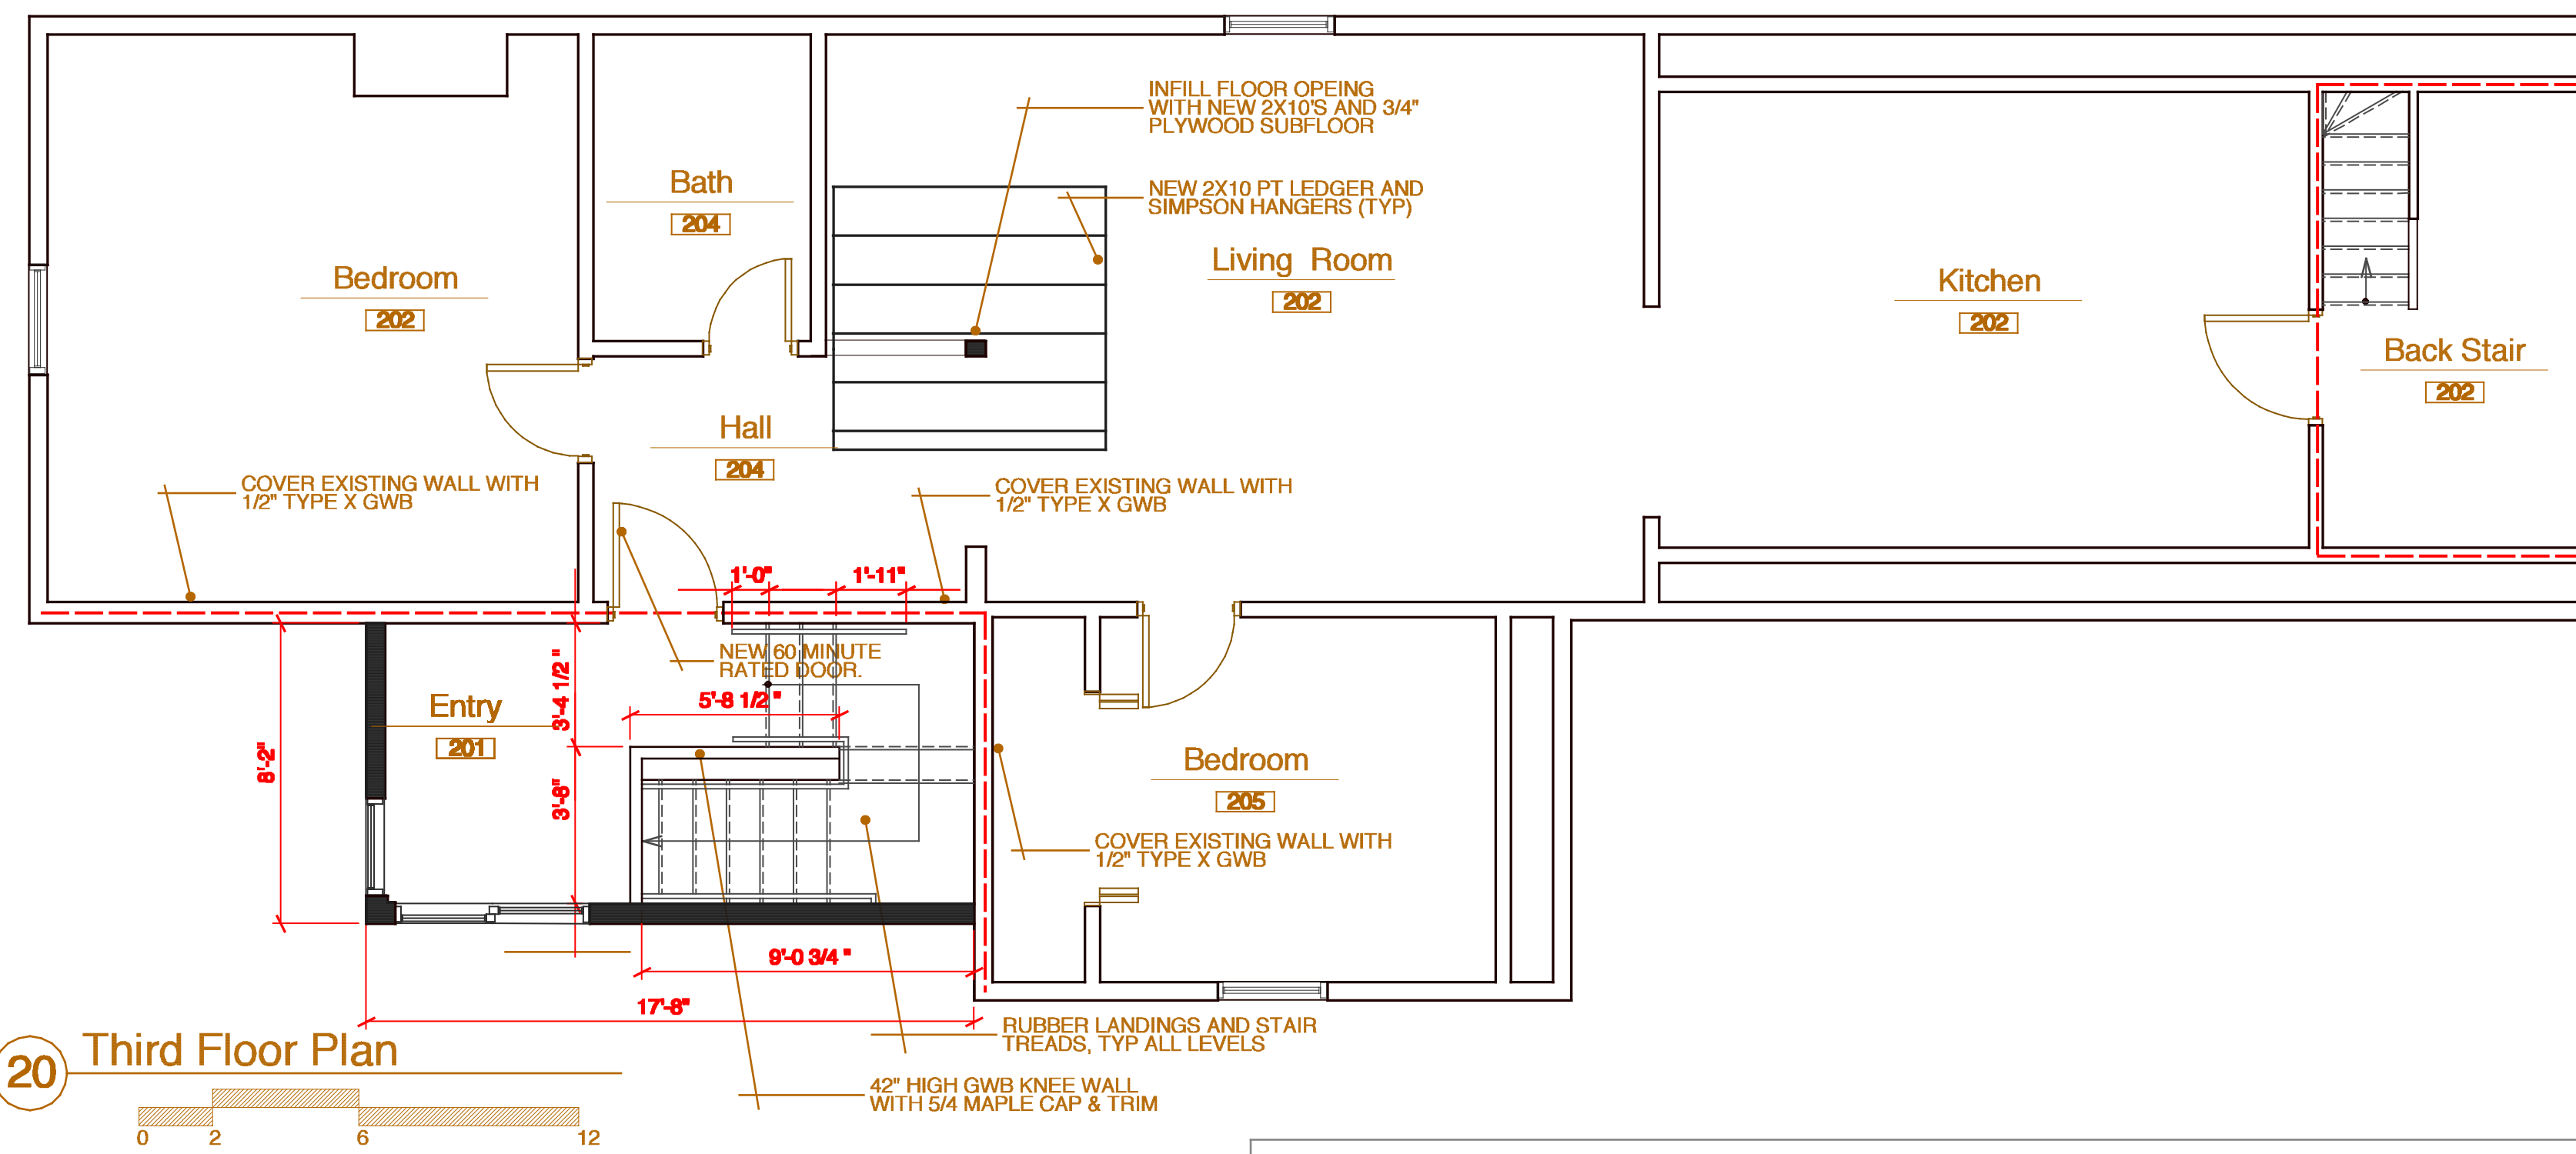 INFILL FLOOR OPEING
WITH NEW 2X10'S AND 3/4"
PLYWOOD SUBFLOOR
Bath
204
NEW 2X10 PT LEDGER AND
SIMPSON HANGERS (TYP)
Living Room
202
Bedroom
202
Kitchen
202
Back Stair
202
Hall
204
COVER EXISTING WALL WITH
1/2" TYPE X GWB
COVER EXISTING WALL WITH
1/2" TYPE X GWB
1'-0"
1'-11"
NEW 60 MINUTE
RATED DOOR.
3'-4 1/2 "
5'-8 1/2 "
Entry
201
8'-2"
3'-8"
Bedroom
205
COVER EXISTING WALL WITH
1/2" TYPE X GWB
9'-0 3/4 "
17'-8"
RUBBER LANDINGS AND STAIR
TREADS, TYP ALL LEVELS
42" HIGH GWB KNEE WALL
WITH 5/4 MAPLE CAP & TRIM
20
Third Floor Plan
0 2 6 12